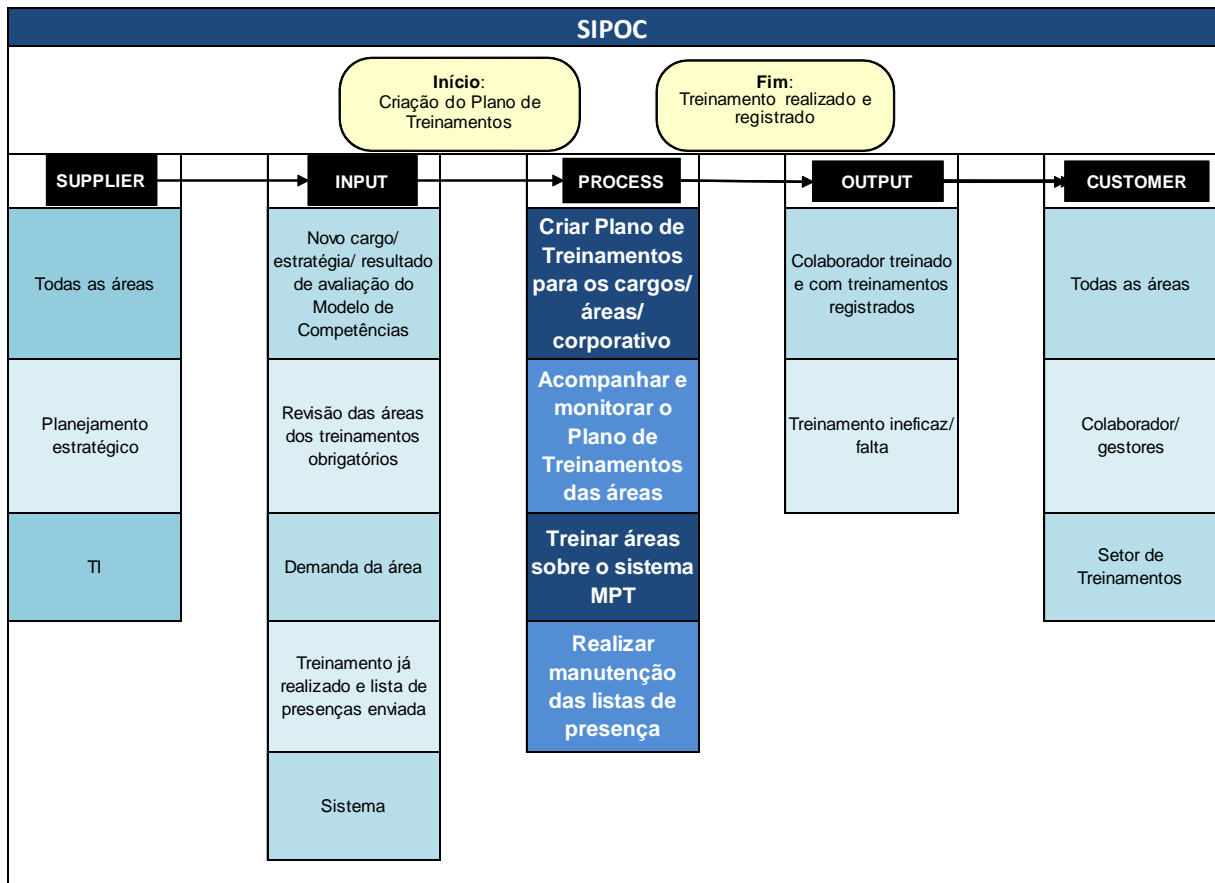 SIPOC
Início:
Criação do Plano de
Treinamentos
Fim:
Treinamento realizado e
registrado
SUPPLIER
INPUT
PROCESS
OUTPUT
CUSTOMER
Todas as áreas
Planejamento
estratégico
TI
Novo cargo/
estratégia/ resultado
de avaliação do
Modelo de
Competências
Revisão das áreas
dos treinamentos
obrigatórios
Demanda da área
Treinamento já
realizado e lista de
presenças enviada
Sistema
Criar Plano de
Treinamentos
para os cargos/
áreas/
corporativo
Acompanhar e
monitorar o
Plano de
Treinamentos
das áreas
Treinar áreas
sobre o sistema
MPT
Realizar
manutenção
das listas de
presença
Colaborador treinado
e com treinamentos
registrados
Treinamento ineficaz/
falta
Todas as áreas
Colaborador/
gestores
Setor de
Treinamentos